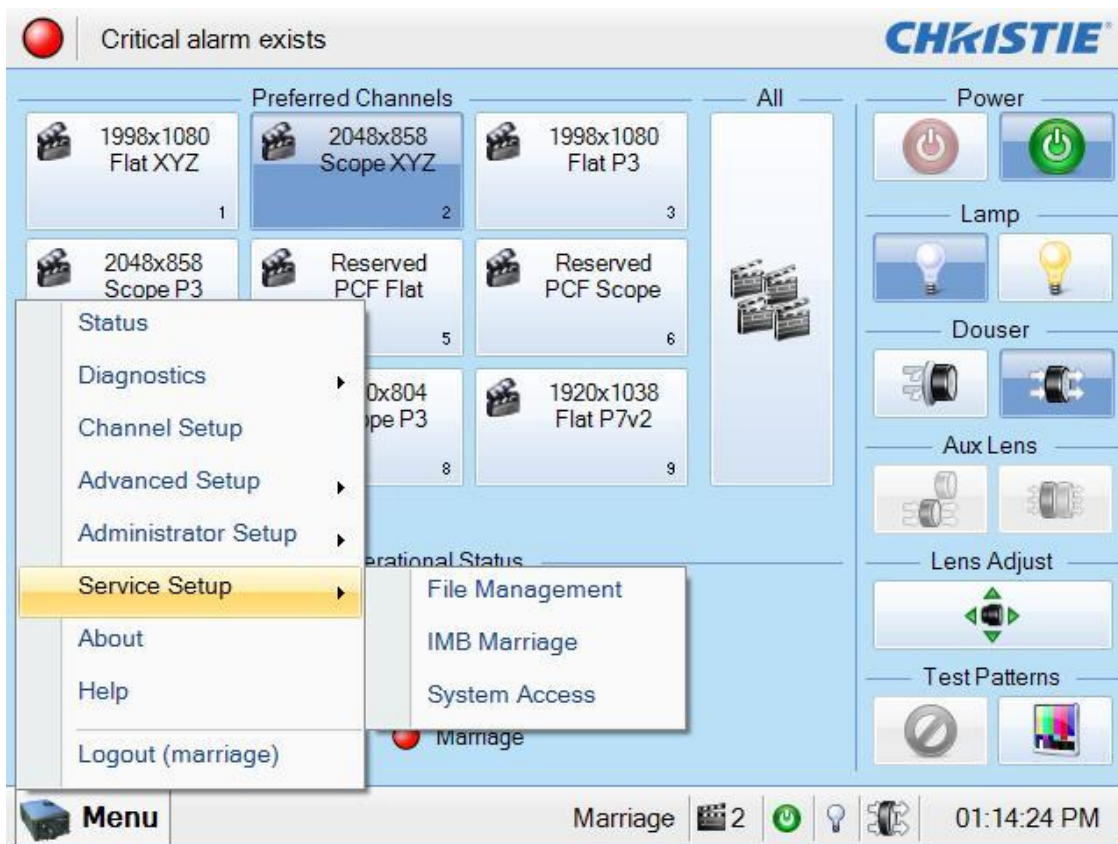 Critical alarm exists
CHRISTIE
Preferred Channels
All
Power
1998x1080
Flat XYZ
1
2048x858
Scope XYZ
2
1998x1080
Flat P3
3
Lamp
2048x858
Scope P3
Reserved
PCF Flat
5
Reserved
PCF Scope
6
Douser
0x804
pe P3
8
1920x1038
Flat P7v2
9
Aux Lens
Status
Diagnostics
Channel Setup
Advanced Setup
Administrator Setup
Service Setup
About
Help
Logout (marriage)
erational Status
File Management
IMB Marriage
System Access
Marriage
Lens Adjust
Test Patterns
Menu
Marriage
2
01:14:24 PM